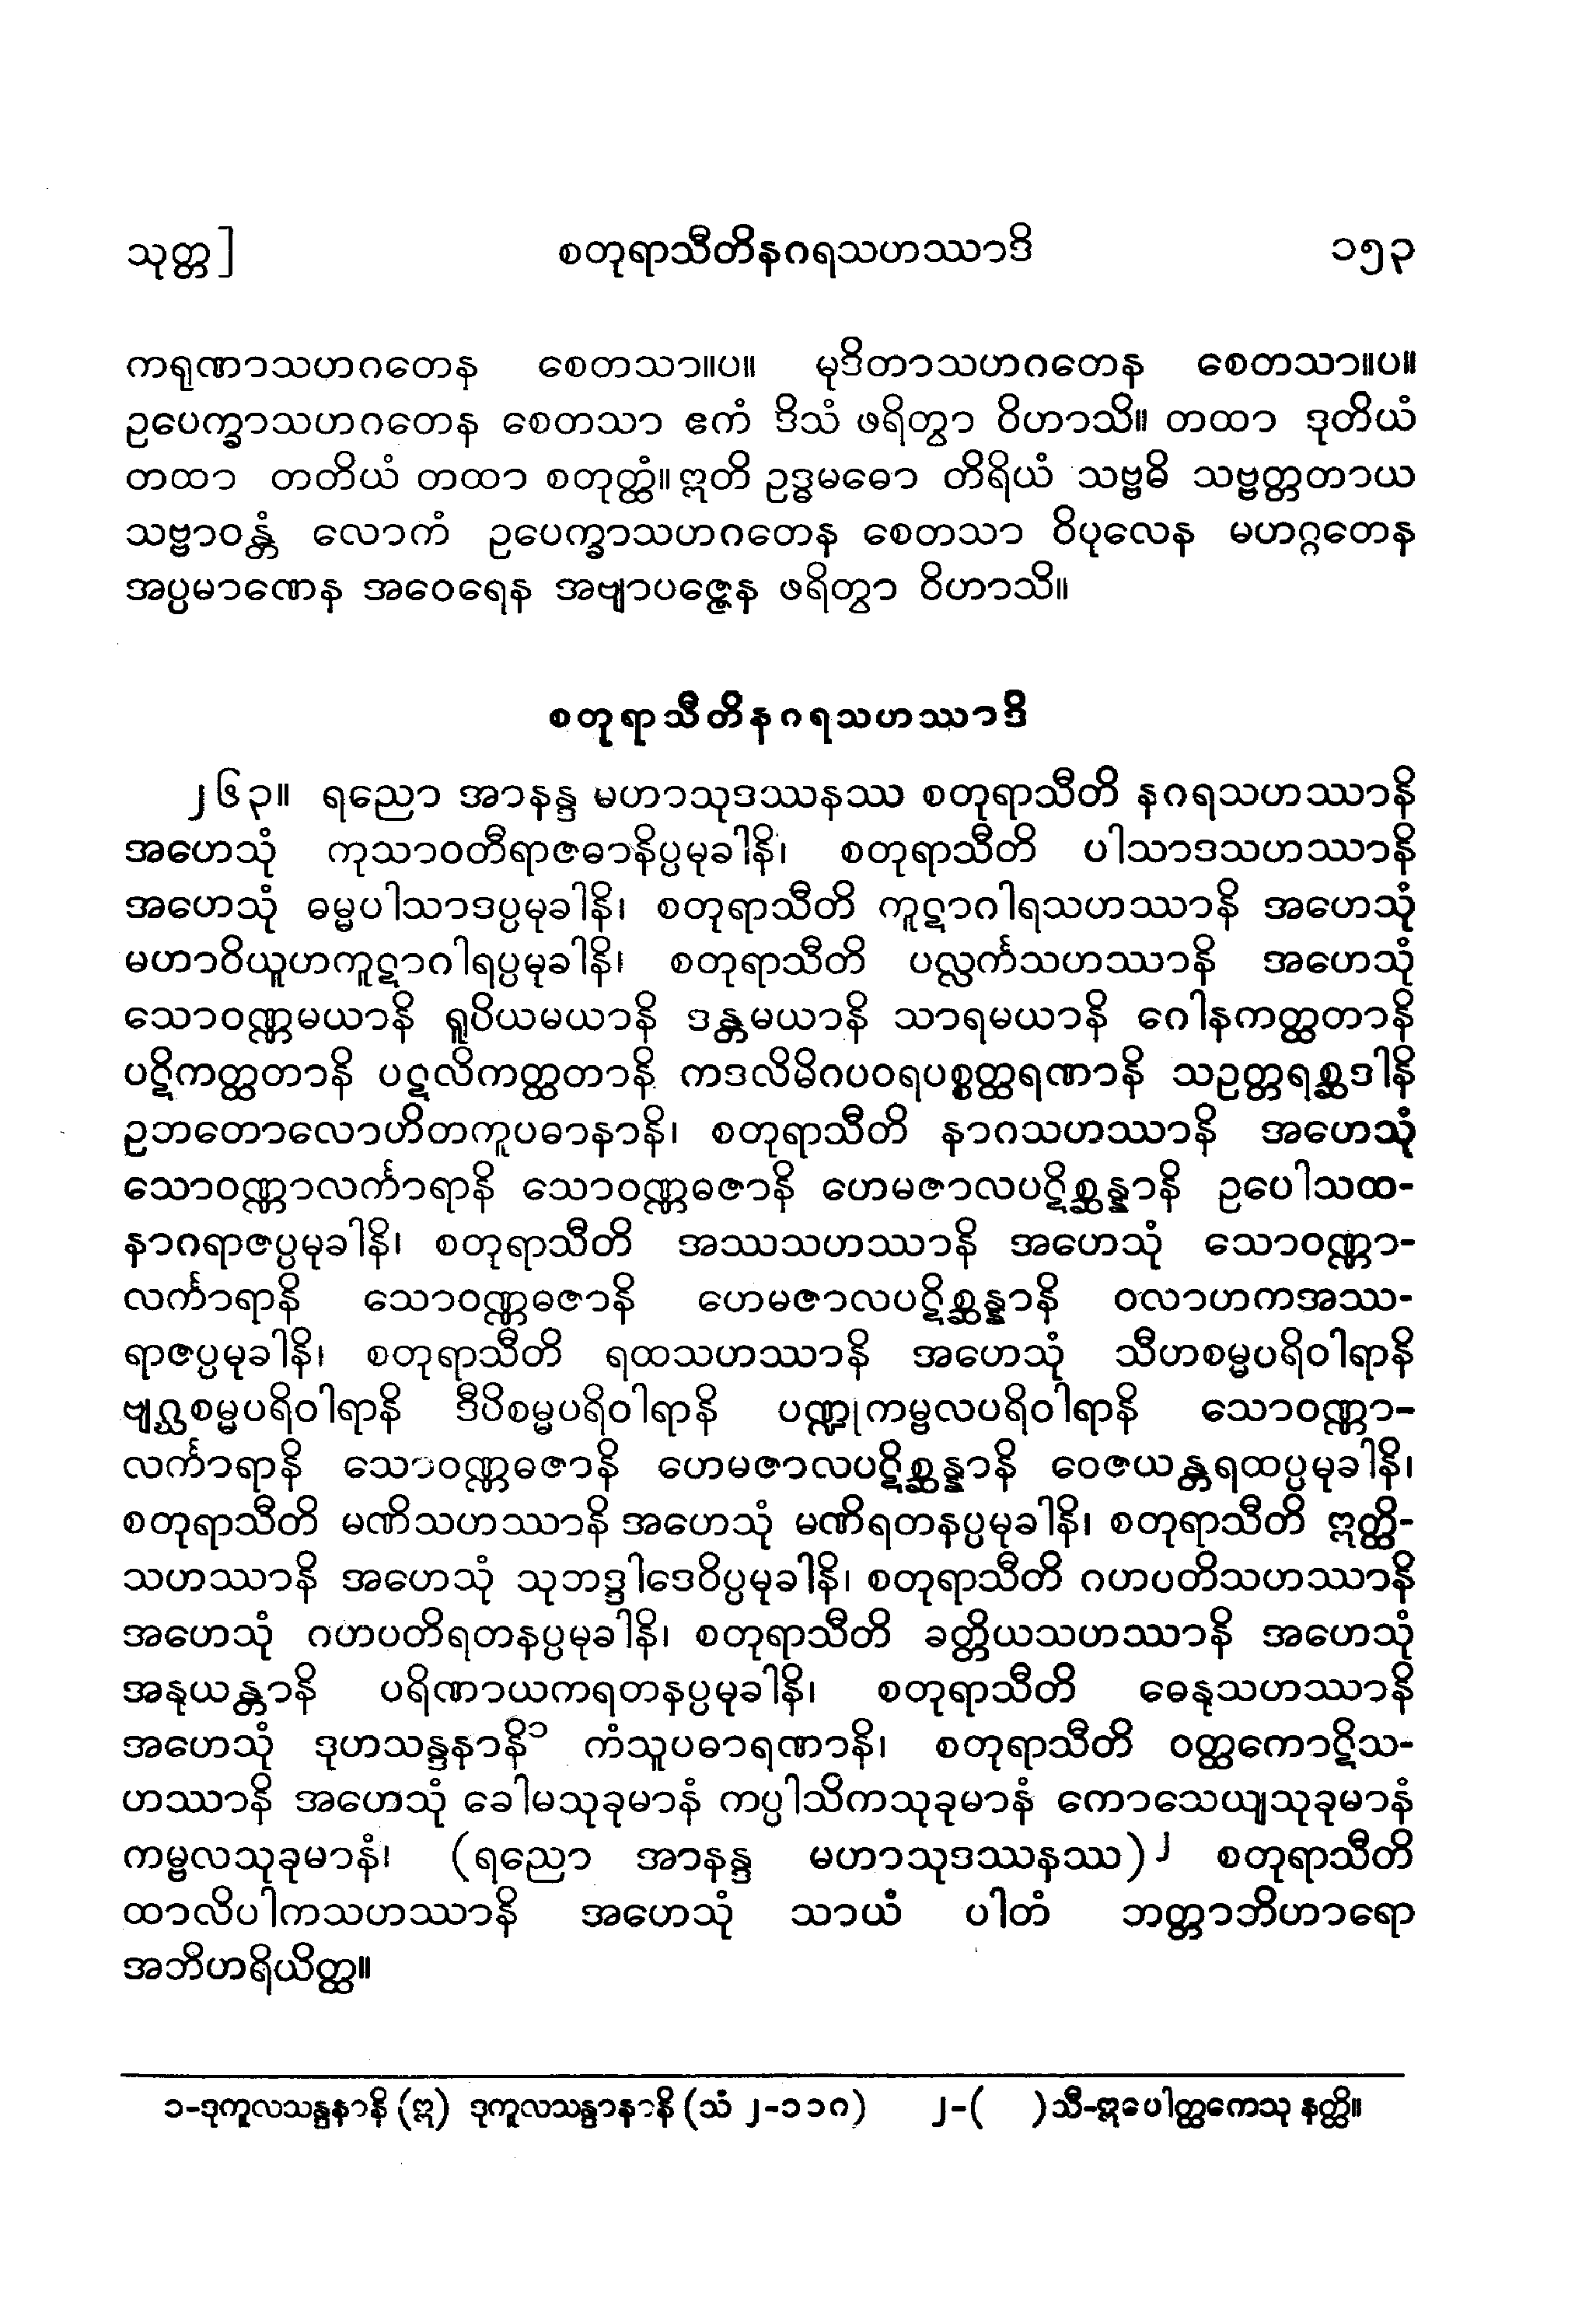 သုတ္တ] စတုရာသီတိနဂရသဟဿာဒိ ၁၅၃
ကရုဏာသဟဂတေန စေတသာ။ပ။ မုဒိတာသဟဂတေန စေတသာ။ပ။
ဥပေက္ခာသဟဂတေန စေတသာ ဧကံ ဒိသံ ဖရိတွာ ဝိဟာသိ။ တထာ ဒုတိယံ
တထာ တတိယံ တထာ စတုတ္ထံ။ ဣတိ ဥဒ္ဓမဓော တိရိယံ သဗ္ဗဓိ သဗ္ဗတ္တတာယ
သဗ္ဗာဝန္တံ လောကံ ဥပေက္ခာသဟဂတေန စေတသာ ဝိပုလေန မဟဂ္ဂတေန
အပ္ပမာဏေန အဝေရေန အဗျာပဇ္ဇေန ဖရိတွာ ဝိဟာသိ။
စတုရာသီတိနဂရသဟဿာဒိ
၂၆၃။ ရညော အာနန္ဒ မဟာသုဒဿနဿ စတုရာသီတိ နဂရသဟဿာနိ
အဟေသုံ ကုသာဝတီရာဇဓာနိပ္ပမုခါနိ၊ စတုရာသီတိ ပါသာဒသဟဿာနိ
အဟေသုံ ဓမ္မပါသာဒပ္ပမုခါနိ၊ စတုရာသီတိ ကူဋာဂါရသဟဿာနိ အဟေသုံ
မဟာဝိယူဟကူဋာဂါရပ္ပမုခါနိ၊ စတုရာသီတိ ပလ္လင်္ကသဟဿာနိ အဟေသုံ
သောဝဏ္ဏမယာနိ ရူပိယမယာနိ ဒန္တမယာနိ သာရမယာနိ ဂေါနကတ္ထတာနိ
ပဋိကတ္ထတာနိ ပဋလိကတ္ထတာနိ ကဒလိမိဂပဝရပစ္စတ္ထရဏာနိ သဥတ္တရစ္ဆဒါနိ
ဥဘတောလောဟိတကူပဓာနာနိ၊ စတုရာသီတိ နာဂသဟဿာနိ အဟေသုံ
သောဝဏ္ဏာလင်္ကာရာနိ သောဝဏ္ဏဓဇာနိ ဟေမဇာလပဋိစ္ဆန္နာနိ ဥပေါသထ-
နာဂရာဇပ္ပမုခါနိ၊ စတုရာသီတိ အဿသဟဿာနိ အဟေသုံ သောဝဏ္ဏာ-
လင်္ကာရာနိ သောဝဏ္ဏဓဇာနိ ဟေမဇာလပဋိစ္ဆန္နာနိ ဝလာဟကအဿ-
ရာဇပ္ပမုခါနိ၊ စတုရာသီတိ ရထသဟဿာနိ အဟေသုံ သီဟစမ္မပရိဝါရာနိ
ဗျဂ္ဃစမ္မပရိဝါရာနိ ဒီပိစမ္မပရိဝါရာနိ ပဏ္ဍုကမ္ဗလပရိဝါရာနိ သောဝဏ္ဏာ-
လင်္ကာရာနိ သောဝဏ္ဏဓဇာနိ ဟေမဇာလပဋိစ္ဆန္နာနိ ဝေဇယန္တရထပ္ပမုခါနိ၊
စတုရာသီတိ မဏိသဟဿာနိ အဟေသုံ မဏိရတနပ္ပမုခါနိ၊ စတုရာသီတိ ဣတ္ထိ-
သဟဿာနိ အဟေသုံ သုဘဒ္ဒါဒေဝိပ္ပမုခါနိ၊ စတုရာသီတိ ဂဟပတိသဟဿာနိ
အဟေသုံ ဂဟပတိရတနပ္ပမုခါနိ၊ စတုရာသီတိ ခတ္တိယသဟဿာနိ အဟေသုံ
အနုယန္တာနိ ပရိဏာယကရတနပ္ပမုခါနိ၊ စတုရာသီတိ ဓေနုသဟဿာနိ
အဟေသုံ ဒုဟသန္ဒနာနိ၁ ကံသူပဓာရဏာနိ၊ စတုရာသီတိ ဝတ္ထကောဋိသ-
ဟဿာနိ အဟေသုံ ခေါမသုခုမာနံ ကပ္ပါသိကသုခုမာနံ ကောသေယျသုခုမာနံ
ကမ္ဗလသုခုမာနံ၊ (ရညော အာနန္ဒ မဟာသုဒဿနဿ)၂ စတုရာသီတိ
ထာလိပါကသဟဿာနိ အဟေသုံ သာယံ ပါတံ ဘတ္တာဘိဟာရော
အဘိဟရိယိတ္ထ။
၁-ဒုကူလသန္ဒနာနိ (ဣ) ဒုကူလသန္ဒာနာနိ (သံ ၂-၁၁၈) ၂-( ) သီ-ဣပေါတ္ထကေသု နတ္ထိ။